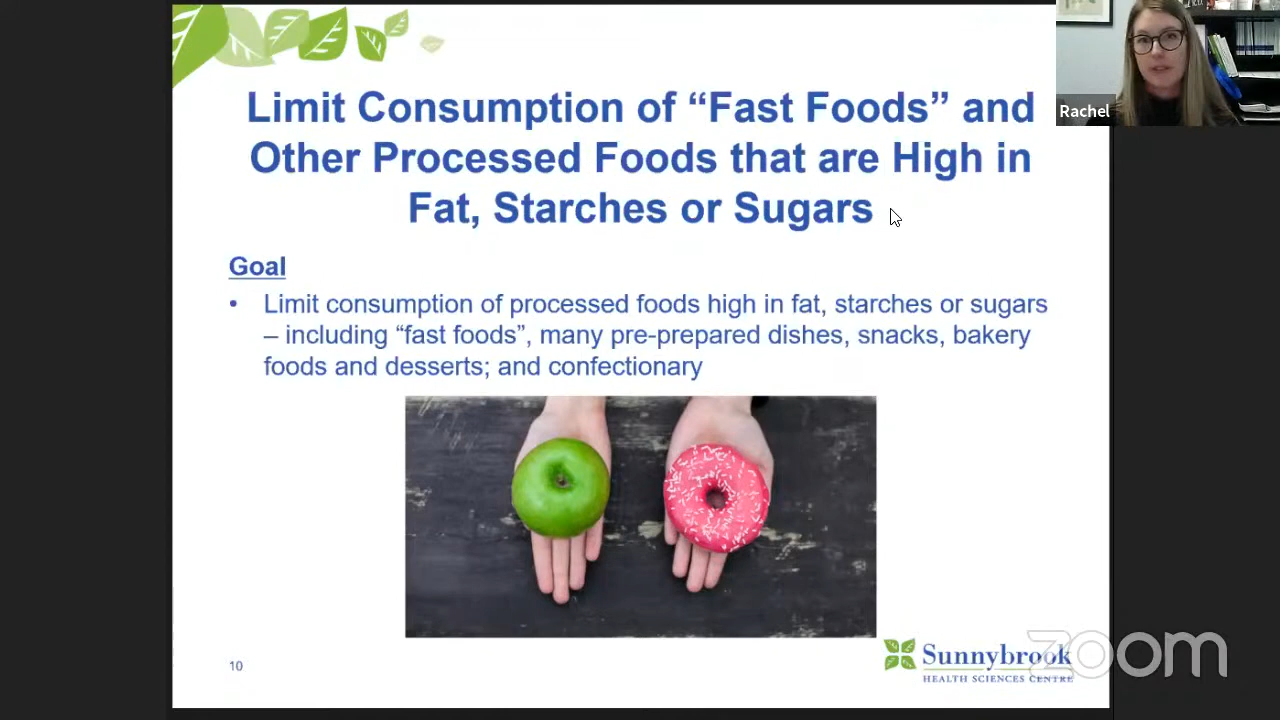 Limit Consumption of “Fast Foods” and
Other Processed Foods that are High in
Fat, Starches or Sugars
Rachel
Goal
• Limit consumption of processed foods high in fat, starches or sugars
– including “fast foods”, many pre-prepared dishes, snacks, bakery
foods and desserts; and confectionary
10
Sunnybrook
HEALTH SCIENCES CENTRE
zoom